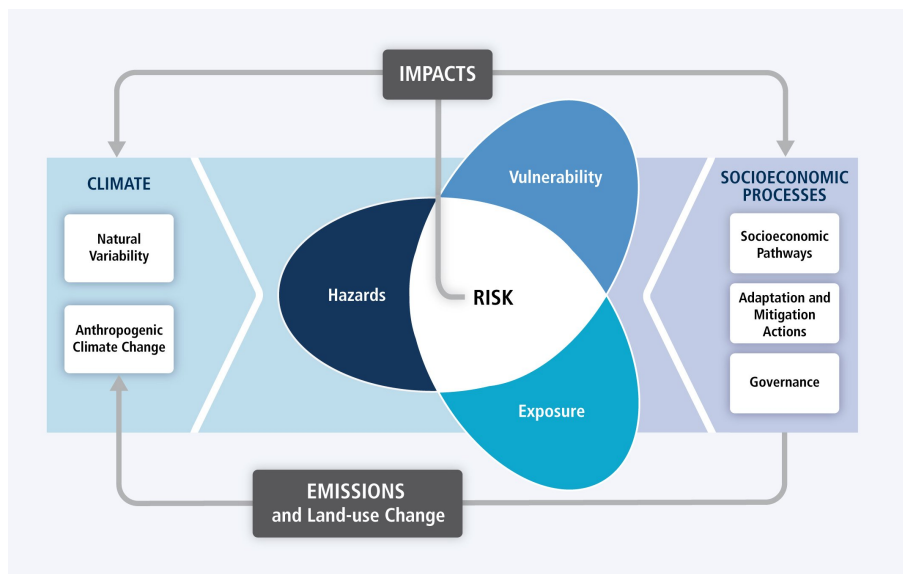 IMPACTS
CLIMATE
Natural
Variability
Anthropogenic
Climate Change
Vulnerability
Hazards
RISK
Exposure
SOCIOECONOMIC
PROCESSES
Socioeconomic
Pathways
Adaptation and
Mitigation
Actions
Governance
EMISSIONS
and Land-use Change